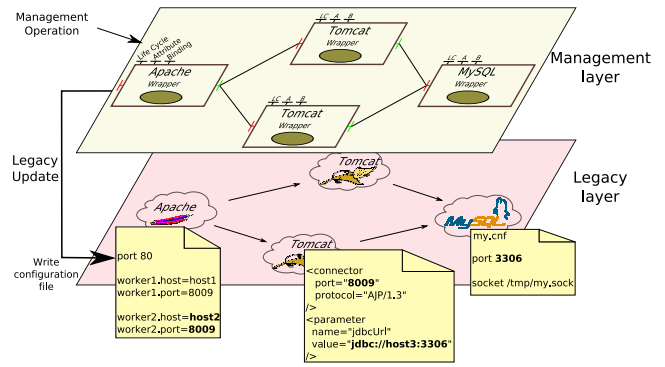 Management
Operation
Life Cycle
Attribute
Binding
Apache
Wrapper
LC A B
Tomcat
Wrapper
LC A B
Tomcat
Wrapper
LC A B
MySQL
Wrapper
Management
layer
Legacy
Update
Legacy
layer
Apache
Tomcat
Tomcat
MySQL
Write
configuration
file
port 80
worker1.host=host1
worker1.port=8009
worker2.host=host2
worker2.port=8009
<connector
port="8009"
protocol="AJP/1.3"
/>
<parameter
name="jdbcUrl"
value="jdbc://host3:3306"
/>
my.cnf
port 3306
socket /tmp/my.sock